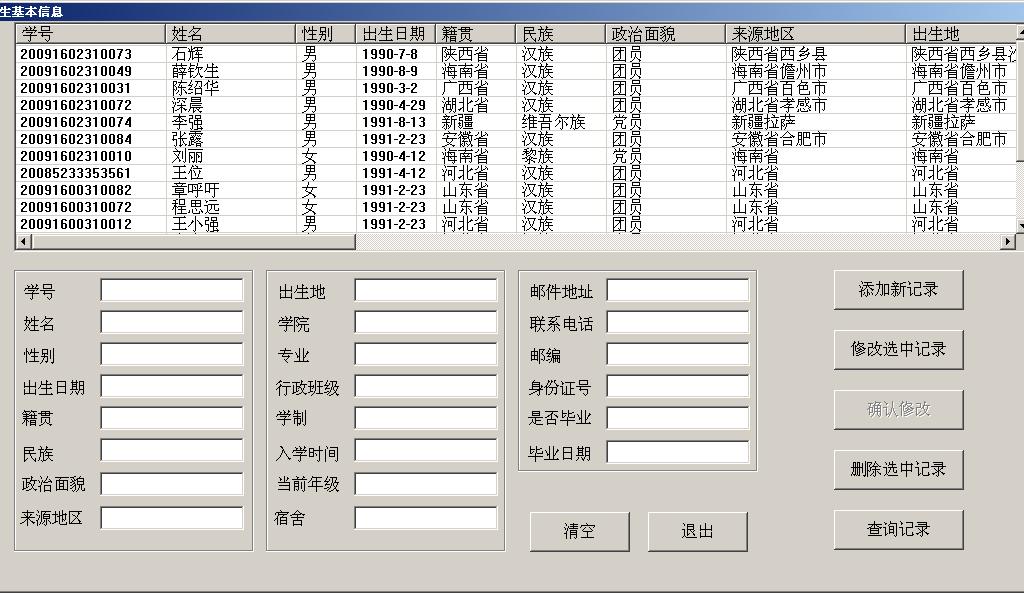 生基本信息
学号 姓名 性别 出生日期 籍贯 民族 政治面貌 来源地区 出生地
20091602310073 石辉 男 1990-7-8 陕西省 汉族 团员 陕西省西乡县 陕西省西乡县
20091602310049 薛钦生 男 1990-8-9 海南省 汉族 团员 海南省儋州市 海南省儋州市
20091602310031 陈绍华 男 1990-3-2 广西省 汉族 团员 广西省百色市 广西省百色市
20091602310072 深晨 男 1990-4-29 湖北省 汉族 团员 湖北省孝感市 湖北省孝感市
20091602310074 李强 男 1991-8-13 新疆 维吾尔族 党员 新疆拉萨 新疆拉萨
20091602310084 张露 男 1991-2-23 安徽省 汉族 团员 安徽省合肥市 安徽省合肥市
20091602310010 刘丽 女 1990-4-12 海南省 黎族 党员 海南省 海南省
20085233353561 王位 男 1991-4-12 河北省 汉族 团员 河北省 河北省
20091600310082 章呼吁 女 1991-2-23 山东省 汉族 团员 山东省 山东省
20091600310072 程思远 女 1991-2-23 山东省 汉族 团员 山东省 山东省
20091600310012 王小强 男 1991-2-23 河北省 汉族 团员 河北省 河北省
学号
姓名
性别
出生日期
籍贯
民族
政治面貌
来源地区
出生地
学院
专业
行政班级
学制
入学时间
当前年级
宿舍
邮件地址
联系电话
邮编
身份证号
是否毕业
毕业日期
清空
退出
添加新记录
修改选中记录
确认修改
删除选中记录
查询记录